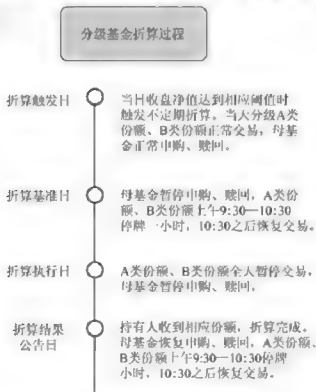 分级基金折算过程
折算触发日
当日收盘净值达到相应阈值时
触发不定期折算。当天分级A类
份额、B类份额正常交易，母基
金正常申购、赎回。
折算基准日
母基金暂停申购、赎回，A类份
额、B类份额上午9:30—10:30
停牌一小时，10:30之后恢复交易。
折算执行日
A类份额、B类份额全天暂停交易，
母基金暂停申购、赎回。
折算结果
公告日
持有人收到相应份额，折算完成。
母基金恢复申购、赎回，A类份额、
B类份额上午9:30—10:30停牌
小时，10:30之后恢复交易。